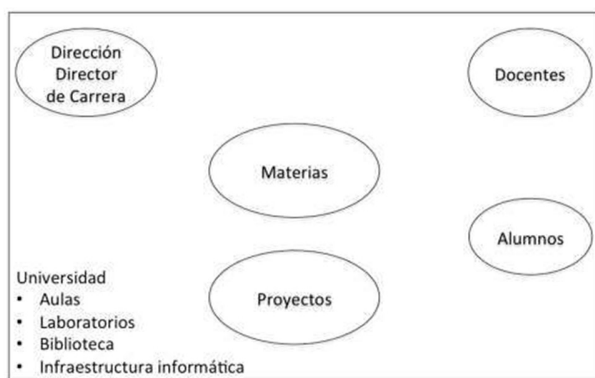 Dirección
Director
de Carrera
Docentes
Materias
Alumnos
Proyectos
Universidad
• Aulas
• Laboratorios
• Biblioteca
• Infraestructura informática